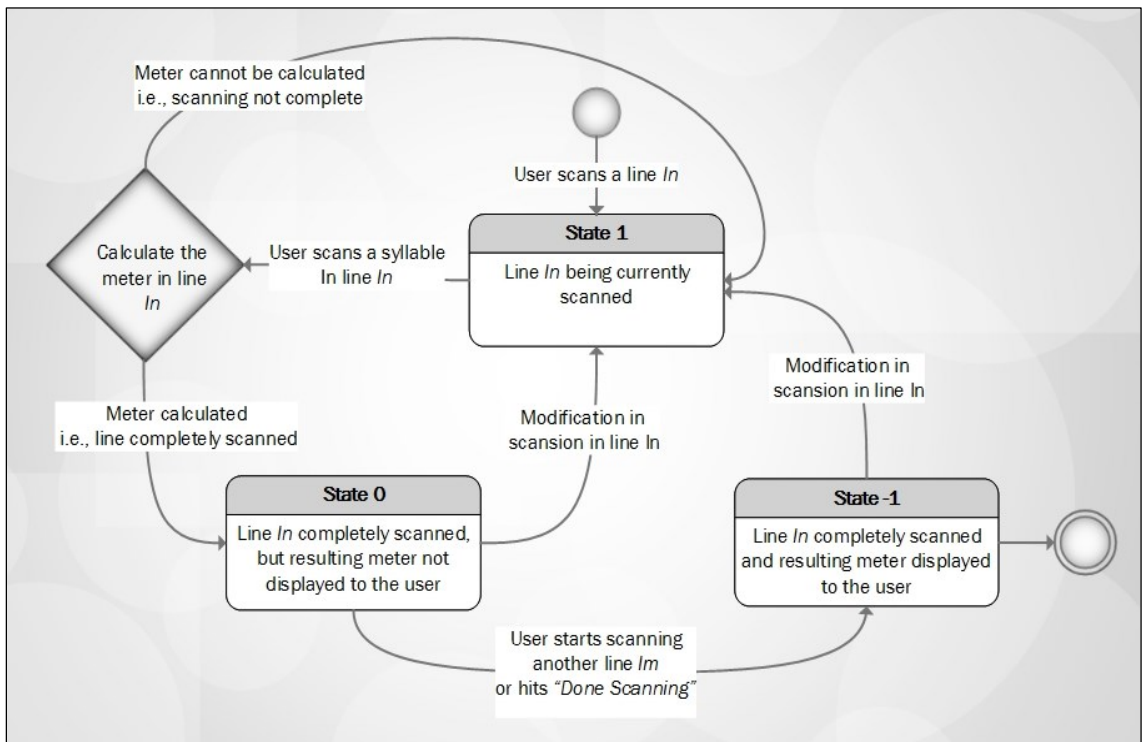 Meter cannot be calculated
i.e., scanning not complete
User scans a line In
State 1
Line In being currently
scanned
User scans a syllable
In line In
Calculate the
meter in line
In
Meter calculated
i.e., line completely scanned
Modification in
scansion in line In
Modification in
scansion in line In
State 0
Line In completely scanned,
but resulting meter not
displayed to the user
State -1
Line In completely scanned
and resulting meter displayed
to the user
User starts scanning
another line Im
or hits “Done Scanning”